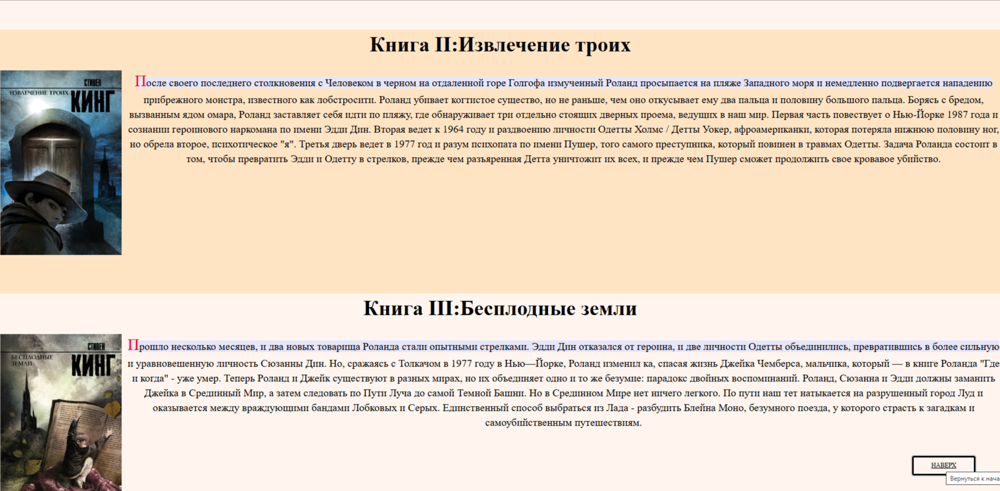 Книга II:Извлечение троих
СТИВЕН
ИЗВЛЕЧЕНИЕ ТРОИХ КИНГ
После своего последнего столкновения с Человеком в черном на отдаленной горе Голгофа измученный Роланд просыпается на пляже Западного моря и немедленно подвергается нападению
прибрежного монстра, известного как лобстросити. Роланд убивает когтистое существо, но не раньше, чем оно откусывает ему два пальца и половину большого пальца. Борясь с бредом,
вызванным ядом омара, Роланд заставляет себя идти по пляжу, где обнаруживает три отдельно стоящих дверных проема, ведущих в наш мир. Первая часть повествует о Нью-Йорке 1987 года и
сознании героинового наркомана по имени Эдди Дин. Вторая ведет к 1964 году и раздвоению личности Одетты Холмс / Детты Уокер, афроамериканки, которая потеряла нижнюю половину ног,
но обрела второе, психотическое "я". Третья дверь ведет в 1977 год и разум психопата по имени Пушер, того самого преступника, который повинен в травмах Одетты. Задача Роланда состоит в
том, чтобы превратить Эдди и Одетту в стрелков, прежде чем разъяренная Детта уничтожит их всех, и прежде чем Пушер сможет продолжить свое кровавое убийство.
Книга III:Бесплодные земли
СТИВЕН
БЕСПЛОДНЫЕ
ЗЕМЛИ
КИНГ
Прошло несколько месяцев, и два новых товарища Роланда стали опытными стрелками. Эдди Дин отказался от героина, и две личности Одетты объединились, превратившись в более сильную
и уравновешенную личность Сюзанны Дин. Но, сражаясь с Толкачом в 1977 году в Нью—Йорке, Роланд изменил ка, спасая жизнь Джейка Чемберса, мальчика, который — в книге Роланда "Где
и когда" - уже умер. Теперь Роланд и Джейк существуют в разных мирах, но их объединяет одно и то же безумие: парадокс двойных воспоминаний. Роланд, Сюзанна и Эдди должны заманить
Джейка в Срединный Мир, а затем следовать по Пути Луча до самой Темной Башни. Но в Срединном Мире нет ничего легкого. По пути наш тет натыкается на разрушенный город Луд и
оказывается между враждующими бандами Лобковых и Серых. Единственный способ выбраться из Лада - разбудить Блейна Моно, безумного поезда, у которого страсть к загадкам и
самоубийственным путешествиям.
НАВЕРХ
Вернуться к нача